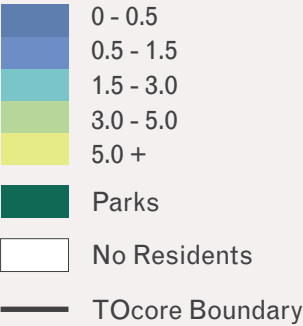 0 - 0.5
0.5 - 1.5
1.5 - 3.0
3.0 - 5.0
5.0 +
Parks
No Residents
TOcore Boundary